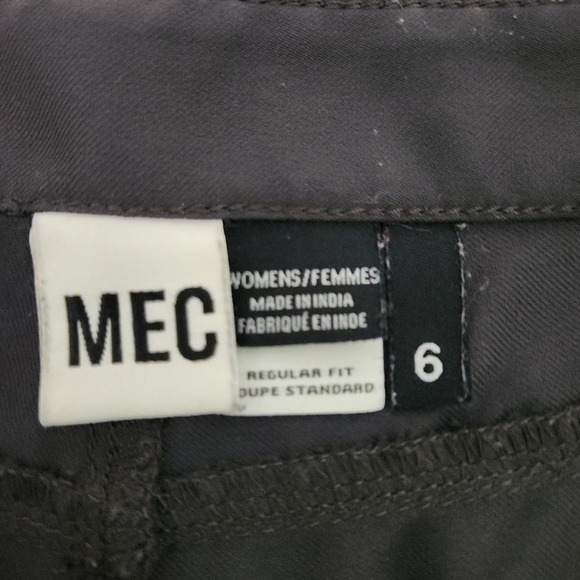 MEC
WOMENS/FEMMES
MADE IN INDIA
FABRIQUÉ EN INDE
REGULAR FIT
OUPE STANDARD
6